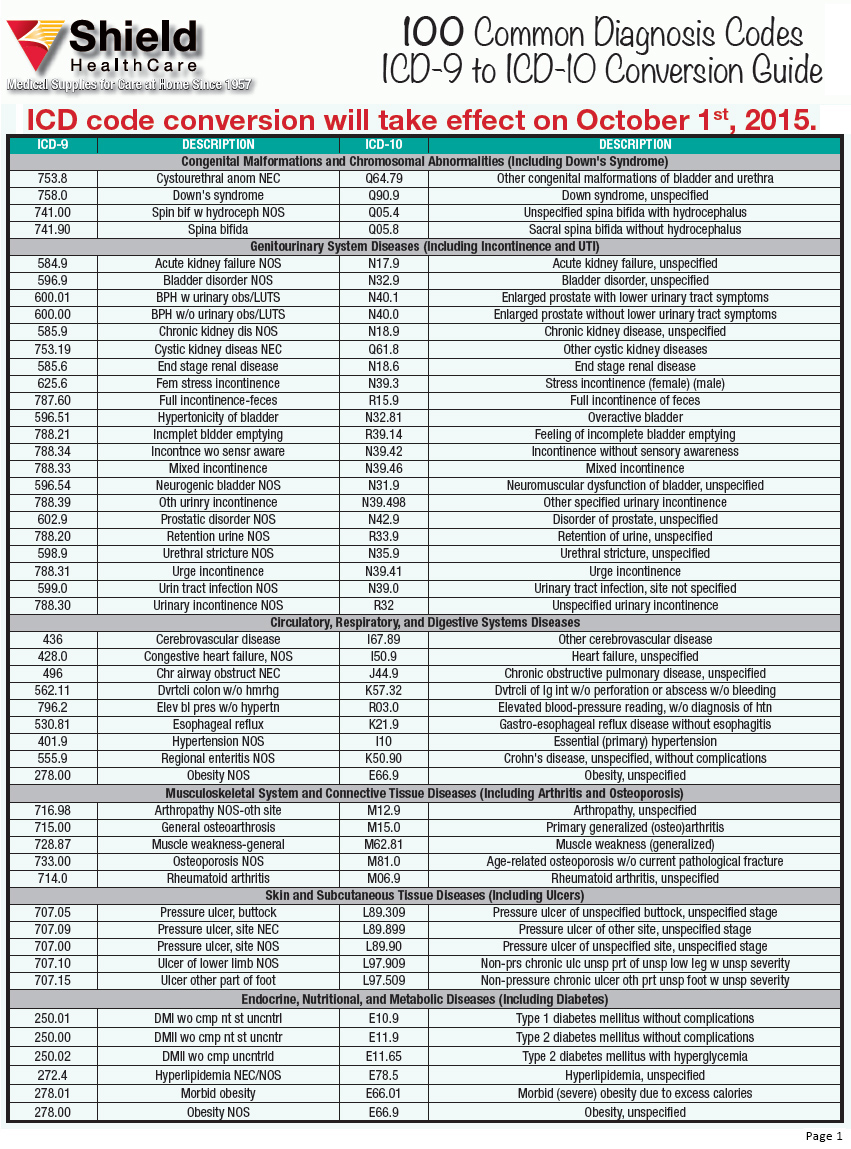 Shield
HealthCare
Medical Supplies for Care at Home Since 1957
100 Common Diagnosis Codes
ICD-9 to ICD-10 Conversion Guide
ICD code conversion will take effect on October 1st, 2015.
ICD-9 DESCRIPTION ICD-10 DESCRIPTION
Congenital Malformations and Chromosomal Abnormalities (Including Down's Syndrome)
753.8 Cystourethral anom NEC Q64.79 Other congenital malformations of bladder and urethra
758.0 Down's syndrome Q90.9 Down syndrome, unspecified
741.00 Spin bif w hydroceph NOS Q05.4 Unspecified spina bifida with hydrocephalus
741.90 Spina bifida Q05.8 Sacral spina bifida without hydrocephalus
Genitourinary System Diseases (Including Incontinence and UTI)
584.9 Acute kidney failure NOS N17.9 Acute kidney failure, unspecified
596.9 Bladder disorder NOS N32.9 Bladder disorder, unspecified
600.01 BPH w urinary obs/LUTS N40.1 Enlarged prostate with lower urinary tract symptoms
600.00 BPH w/o urinary obs/LUTS N40.0 Enlarged prostate without lower urinary tract symptoms
585.9 Chronic kidney dis NOS N18.9 Chronic kidney disease, unspecified
753.19 Cystic kidney diseas NEC Q61.8 Other cystic kidney diseases
585.6 End stage renal disease N18.6 End stage renal disease
625.6 Fem stress incontinence N39.3 Stress incontinence (female) (male)
787.60 Full incontinence-feces R15.9 Full incontinence of feces
596.51 Hypertonicity of bladder N32.81 Overactive bladder
788.21 Incmplet bldder emptying R39.14 Feeling of incomplete bladder emptying
788.34 Incontnce wo sensr aware N39.42 Incontinence without sensory awareness
788.33 Mixed incontinence N39.46 Mixed incontinence
596.54 Neurogenic bladder NOS N31.9 Neuromuscular dysfunction of bladder, unspecified
788.39 Oth urinry incontinence N39.498 Other specified urinary incontinence
602.9 Prostatic disorder NOS N42.9 Disorder of prostate, unspecified
788.20 Retention urine NOS R33.9 Retention of urine, unspecified
598.9 Urethral stricture NOS N35.9 Urethral stricture, unspecified
788.31 Urge incontinence N39.41 Urge incontinence
599.0 Urin tract infection NOS N39.0 Urinary tract infection, site not specified
788.30 Urinary incontinence NOS R32 Unspecified urinary incontinence
Circulatory, Respiratory, and Digestive Systems Diseases
436 Cerebrovascular disease I67.89 Other cerebrovascular disease
428.0 Congestive heart failure, NOS I50.9 Heart failure, unspecified
496 Chr airway obstruct NEC J44.9 Chronic obstructive pulmonary disease, unspecified
562.11 Dvrtcli colon w/o hmrhg K57.32 Dvtrcli of lg int w/o perforation or abscess w/o bleeding
796.2 Elev bl pres w/o hypertn R03.0 Elevated blood-pressure reading, w/o diagnosis of htn
530.81 Esophageal reflux K21.9 Gastro-esophageal reflux disease without esophagitis
401.9 Hypertension NOS I10 Essential (primary) hypertension
555.9 Regional enteritis NOS K50.90 Crohn's disease, unspecified, without complications
278.00 Obesity NOS E66.9 Obesity, unspecified
Musculoskeletal System and Connective Tissue Diseases (Including Arthritis and Osteoporosis)
716.98 Arthropathy NOS-oth site M12.9 Arthropathy, unspecified
715.00 General osteoarthrosis M15.0 Primary generalized (osteo)arthritis
728.87 Muscle weakness-general M62.81 Muscle weakness (generalized)
733.00 Osteoporosis NOS M81.0 Age-related osteoporosis w/o current pathological fracture
714.0 Rheumatoid arthritis M06.9 Rheumatoid arthritis, unspecified
Skin and Subcutaneous Tissue Diseases (Including Ulcers)
707.05 Pressure ulcer, buttock L89.309 Pressure ulcer of unspecified buttock, unspecified stage
707.09 Pressure ulcer, site NEC L89.899 Pressure ulcer of other site, unspecified stage
707.00 Pressure ulcer, site NOS L89.90 Pressure ulcer of unspecified site, unspecified stage
707.10 Ulcer of lower limb NOS L97.909 Non-prs chronic ulc unsp prt of unsp low leg w unsp severity
707.15 Ulcer other part of foot L97.509 Non-pressure chronic ulcer oth prt unsp foot w unsp severity
Endocrine, Nutritional, and Metabolic Diseases (Including Diabetes)
250.01 DMI wo cmp nt st uncntrl E10.9 Type 1 diabetes mellitus without complications
250.00 DMII wo cmp nt st uncntr E11.9 Type 2 diabetes mellitus without complications
250.02 DMII wo cmp uncntrld E11.65 Type 2 diabetes mellitus with hyperglycemia
272.4 Hyperlipidemia NEC/NOS E78.5 Hyperlipidemia, unspecified
278.01 Morbid obesity E66.01 Morbid (severe) obesity due to excess calories
278.00 Obesity NOS E66.9 Obesity, unspecified
Page 1